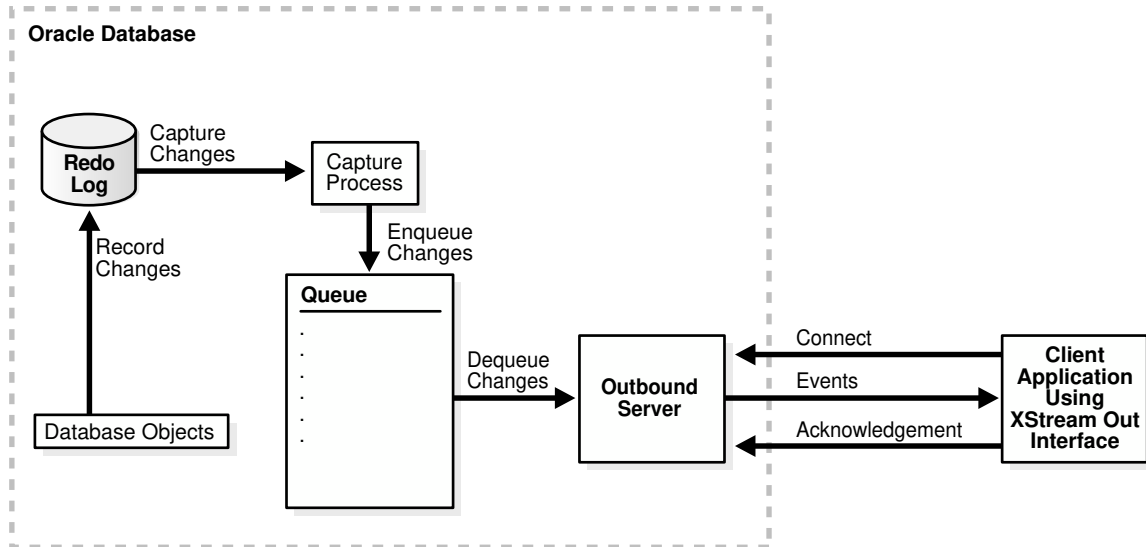 Oracle Database
Redo
Log
Capture
Changes
Capture
Process
Record
Changes
Enqueue
Changes
Queue
.
.
.
.
.
.
Database Objects
Dequeue
Changes
Outbound
Server
Connect
Events
Acknowledgement
Client
Application
Using
XStream Out
Interface